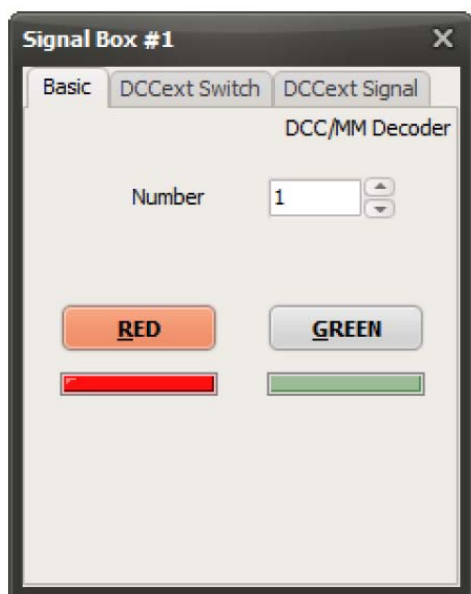 Signal Box #1
Basic DCCext Switch DCCext Signal
DCC/MM Decoder
Number 1
RED GREEN